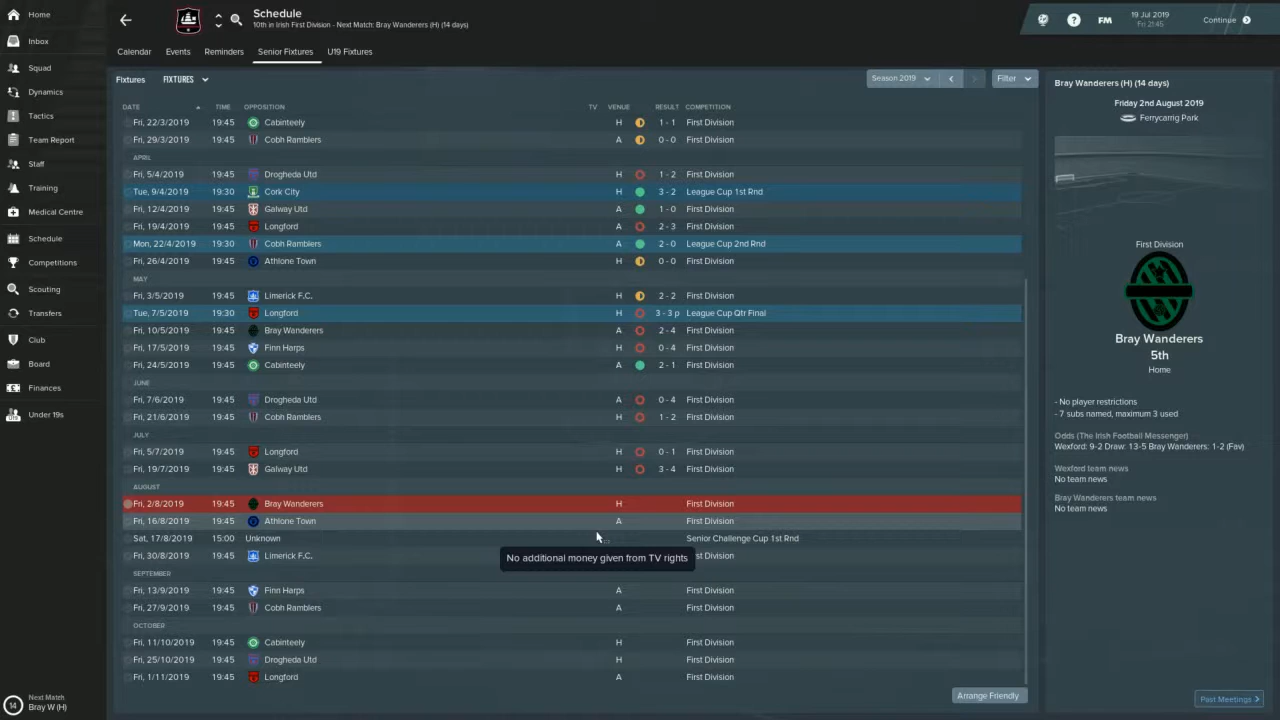 Home
Inbox
Squad
Dynamics
Tactics
Team Report
Staff
Training
Medical Centre
Schedule
Competitions
Scouting
Transfers
Club
Board
Finances
Under 19s
14
Next Match
Bray W (H)
Schedule
10th in Irish First Division - Next Match: Bray Wanderers (H) (14 days)
? FM 19 Jul 2019
Fri 21:45
Continue
Calendar Events Reminders Senior Fixtures U19 Fixtures
Fixtures FIXTURES Season 2019 Filter
DATE TIME OPPOSITION TV VENUE RESULT COMPETITION
Fri, 22/3/2019 19:45 Cabinteely H 1 - 1 First Division
Fri, 29/3/2019 19:45 Cobh Ramblers A 0 - 0 First Division
APRIL
Fri, 5/4/2019 19:45 Drogheda Utd H 1 - 2 First Division
Tue, 9/4/2019 19:30 Cork City H 3 - 2 League Cup 1st Rnd
Fri, 12/4/2019 19:45 Galway Utd A 1 - 0 First Division
Fri, 19/4/2019 19:45 Longford A 2 - 3 First Division
Mon, 22/4/2019 19:30 Cobh Ramblers A 2 - 0 League Cup 2nd Rnd
Fri, 26/4/2019 19:45 Athlone Town H 0 - 0 First Division
MAY
Fri, 3/5/2019 19:45 Limerick F.C. H 2 - 2 First Division
Tue, 7/5/2019 19:30 Longford H 3 - 3 p League Cup Qtr Final
Fri, 10/5/2019 19:45 Bray Wanderers A 2 - 4 First Division
Fri, 17/5/2019 19:45 Finn Harps H 0 - 4 First Division
Fri, 24/5/2019 19:45 Cabinteely A 2 - 1 First Division
JUNE
Fri, 7/6/2019 19:45 Drogheda Utd A 0 - 4 First Division
Fri, 21/6/2019 19:45 Cobh Ramblers H 1 - 2 First Division
JULY
Fri, 5/7/2019 19:45 Longford H 0 - 1 First Division
Fri, 19/7/2019 19:45 Galway Utd H 3 - 4 First Division
AUGUST
Fri, 2/8/2019 19:45 Bray Wanderers H First Division
Fri, 16/8/2019 19:45 Athlone Town A First Division
Sat, 17/8/2019 15:00 Unknown Senior Challenge Cup 1st Rnd
Fri, 30/8/2019 19:45 Limerick F.C. st Division
No additional money given from TV rights
SEPTEMBER
Fri, 13/9/2019 19:45 Finn Harps A First Division
Fri, 27/9/2019 19:45 Cobh Ramblers A First Division
OCTOBER
Fri, 11/10/2019 19:45 Cabinteely H First Division
Fri, 25/10/2019 19:45 Drogheda Utd H First Division
Fri, 1/11/2019 19:45 Longford A First Division
Arrange Friendly
Bray Wanderers (H) (14 days)
Friday 2nd August 2019
Ferrycarrig Park
First Division
Bray Wanderers
5th
Home
- No player restrictions
- 7 subs named, maximum 3 used
Odds (The Irish Football Messenger)
Wexford: 9-2 Draw: 13-5 Bray Wanderers: 1-2 (Fav)
Wexford team news
No team news
Bray Wanderers team news
No team news
Past Meetings